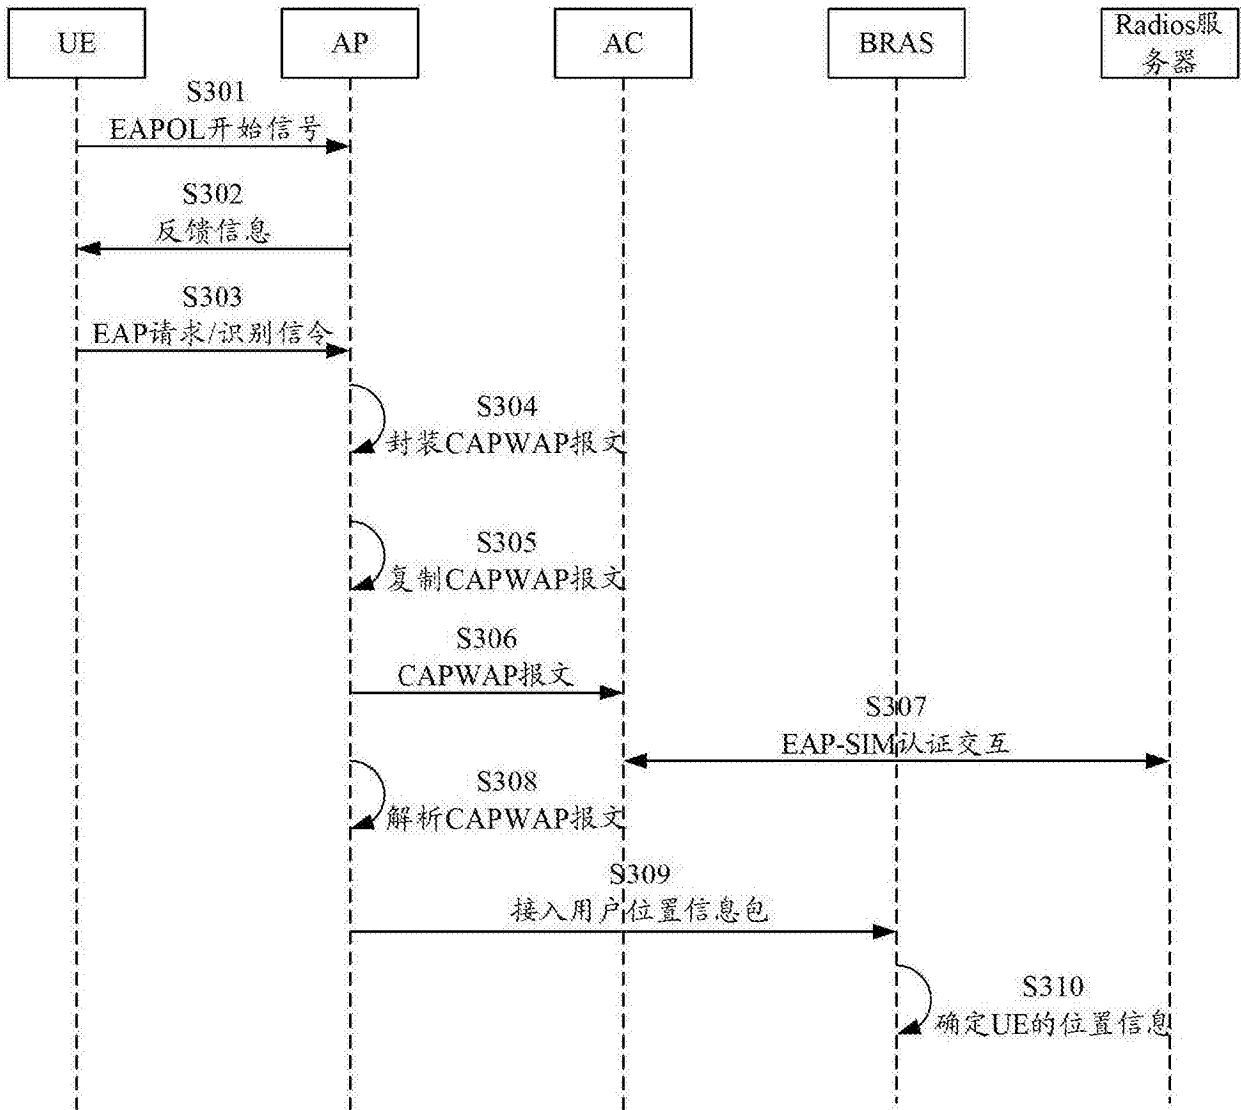 UE
AP
AC
BRAS
Radios服
务器
S301
EAPOL开始信号
S302
反馈信息
S303
EAP请求/识别信令
S304
封装CAPWAP报文
S305
复制CAPWAP报文
S306
CAPWAP报文
S307
EAP-SIM认证交互
S308
解析CAPWAP报文
S309
接入用户位置信息包
S310
确定UE的位置信息